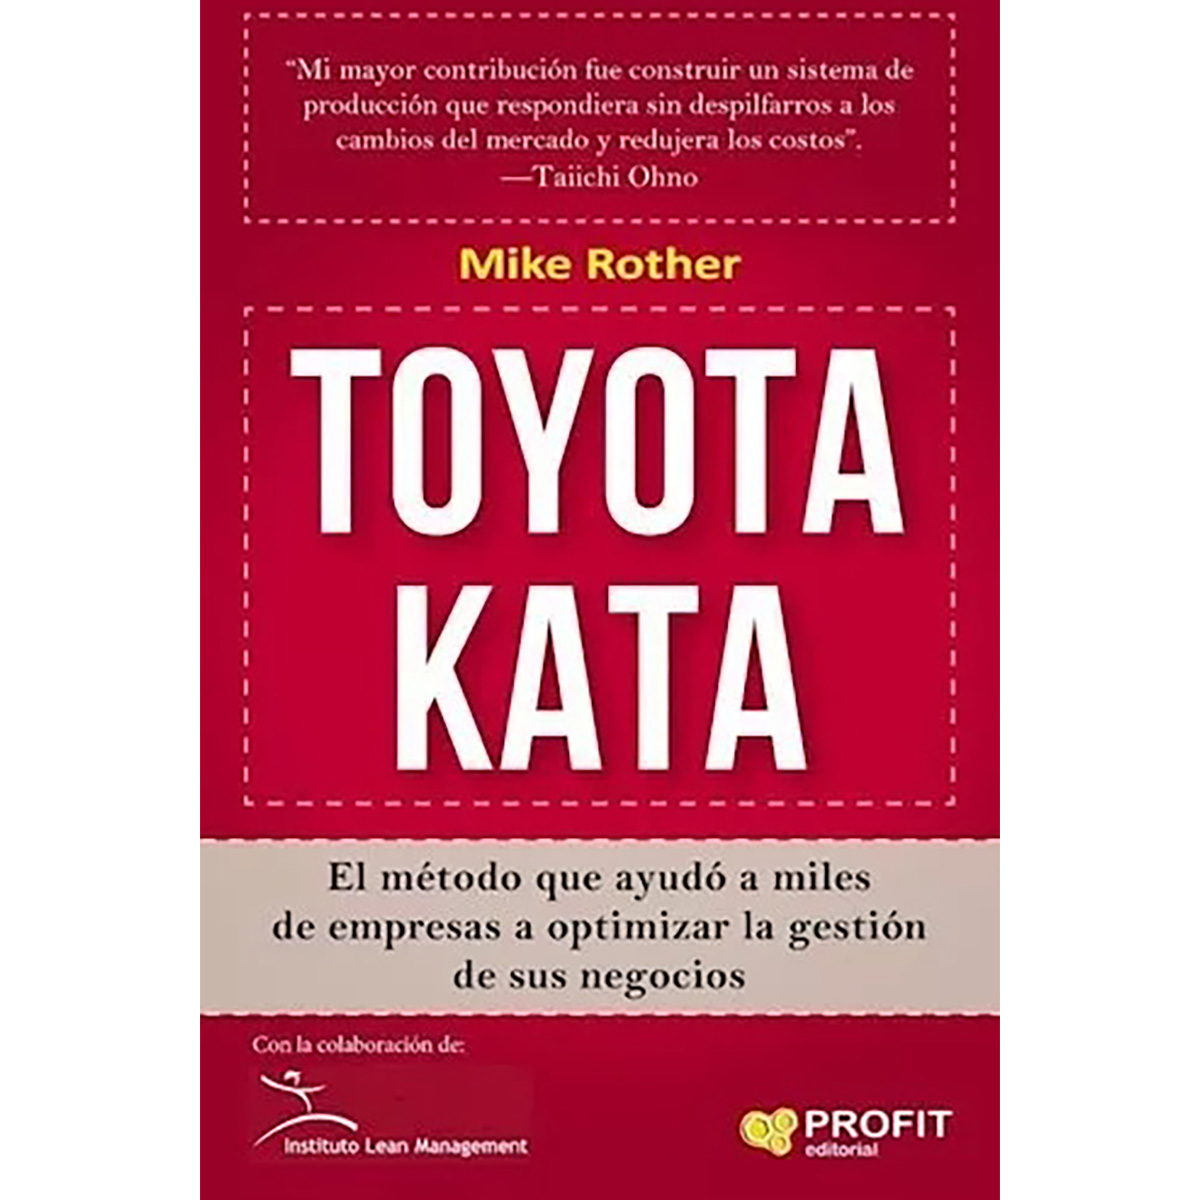 “Mi mayor contribución fue construir un sistema de
producción que respondiera sin despilfarros a los
cambios del mercado y redujera los costos”.
—Taiichi Ohno
Mike Rother
TOYOTA
KATA
El método que ayudó a miles
de empresas a optimizar la gestión
de sus negocios
Con la colaboración de:
Instituto Lean Management
PROFIT
editorial